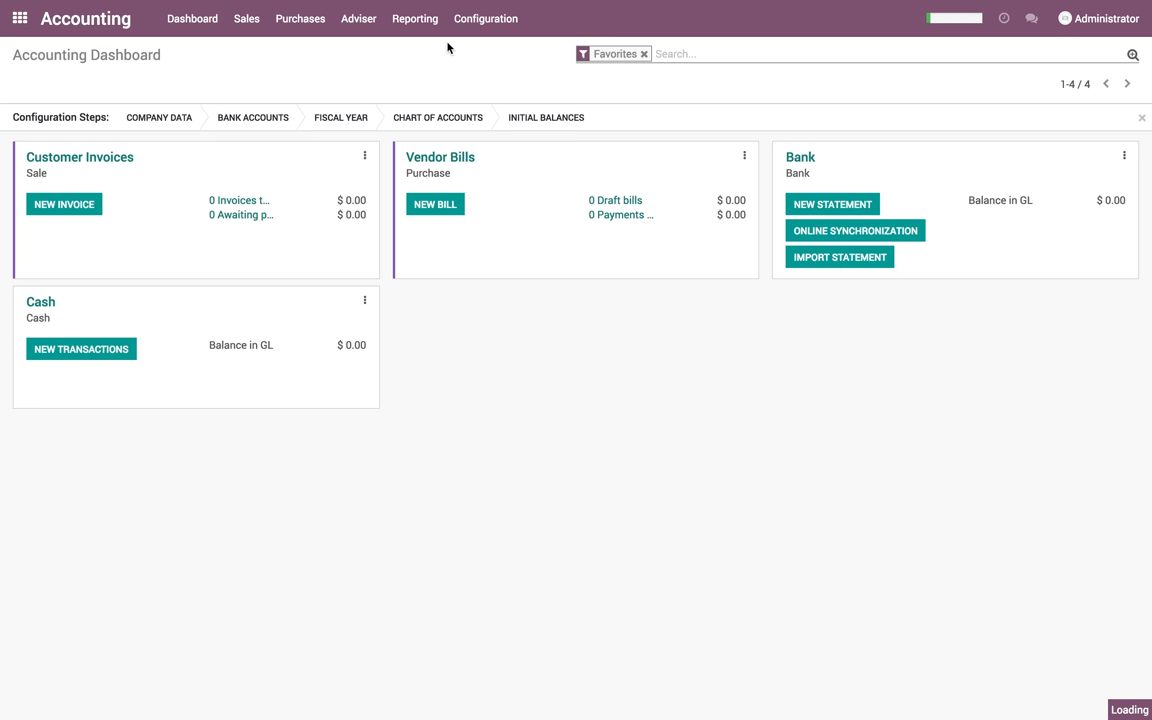 Accounting Dashboard Sales Purchases Adviser Reporting Configuration Administrator
Accounting Dashboard Favorites Search...
1-4 / 4
Configuration Steps: COMPANY DATA BANK ACCOUNTS FISCAL YEAR CHART OF ACCOUNTS INITIAL BALANCES
Customer Invoices
Sale
NEW INVOICE
0 Invoices t... $ 0.00
0 Awaiting p... $ 0.00
Vendor Bills
Purchase
NEW BILL
0 Draft bills $ 0.00
0 Payments ... $ 0.00
Bank
Bank
NEW STATEMENT
Balance in GL $ 0.00
ONLINE SYNCHRONIZATION
IMPORT STATEMENT
Cash
Cash
NEW TRANSACTIONS
Balance in GL $ 0.00
Loading